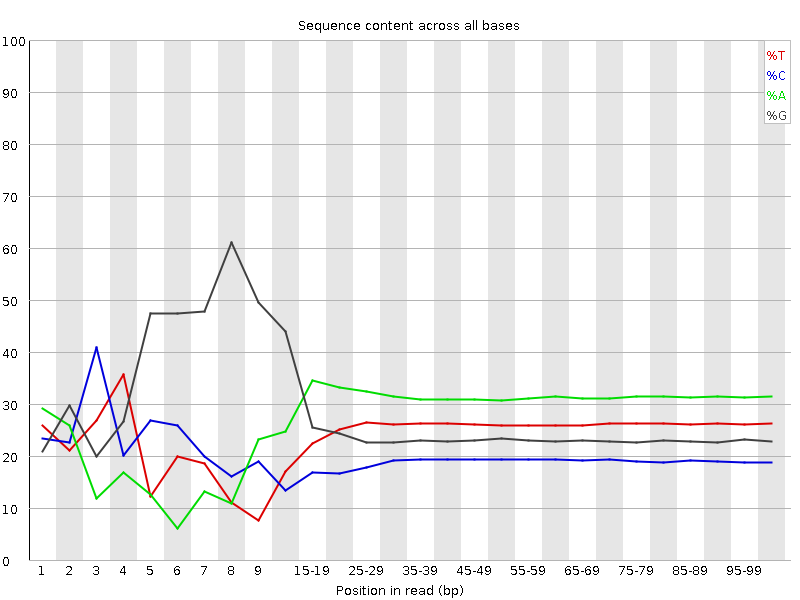 Sequence content across all bases
%T
%C
%A
%G
100
90
80
70
60
50
40
30
20
10
0
1 2 3 4 5 6 7 8 9 15-19 25-29 35-39 45-49 55-59 65-69 75-79 85-89 95-99
Position in read (bp)